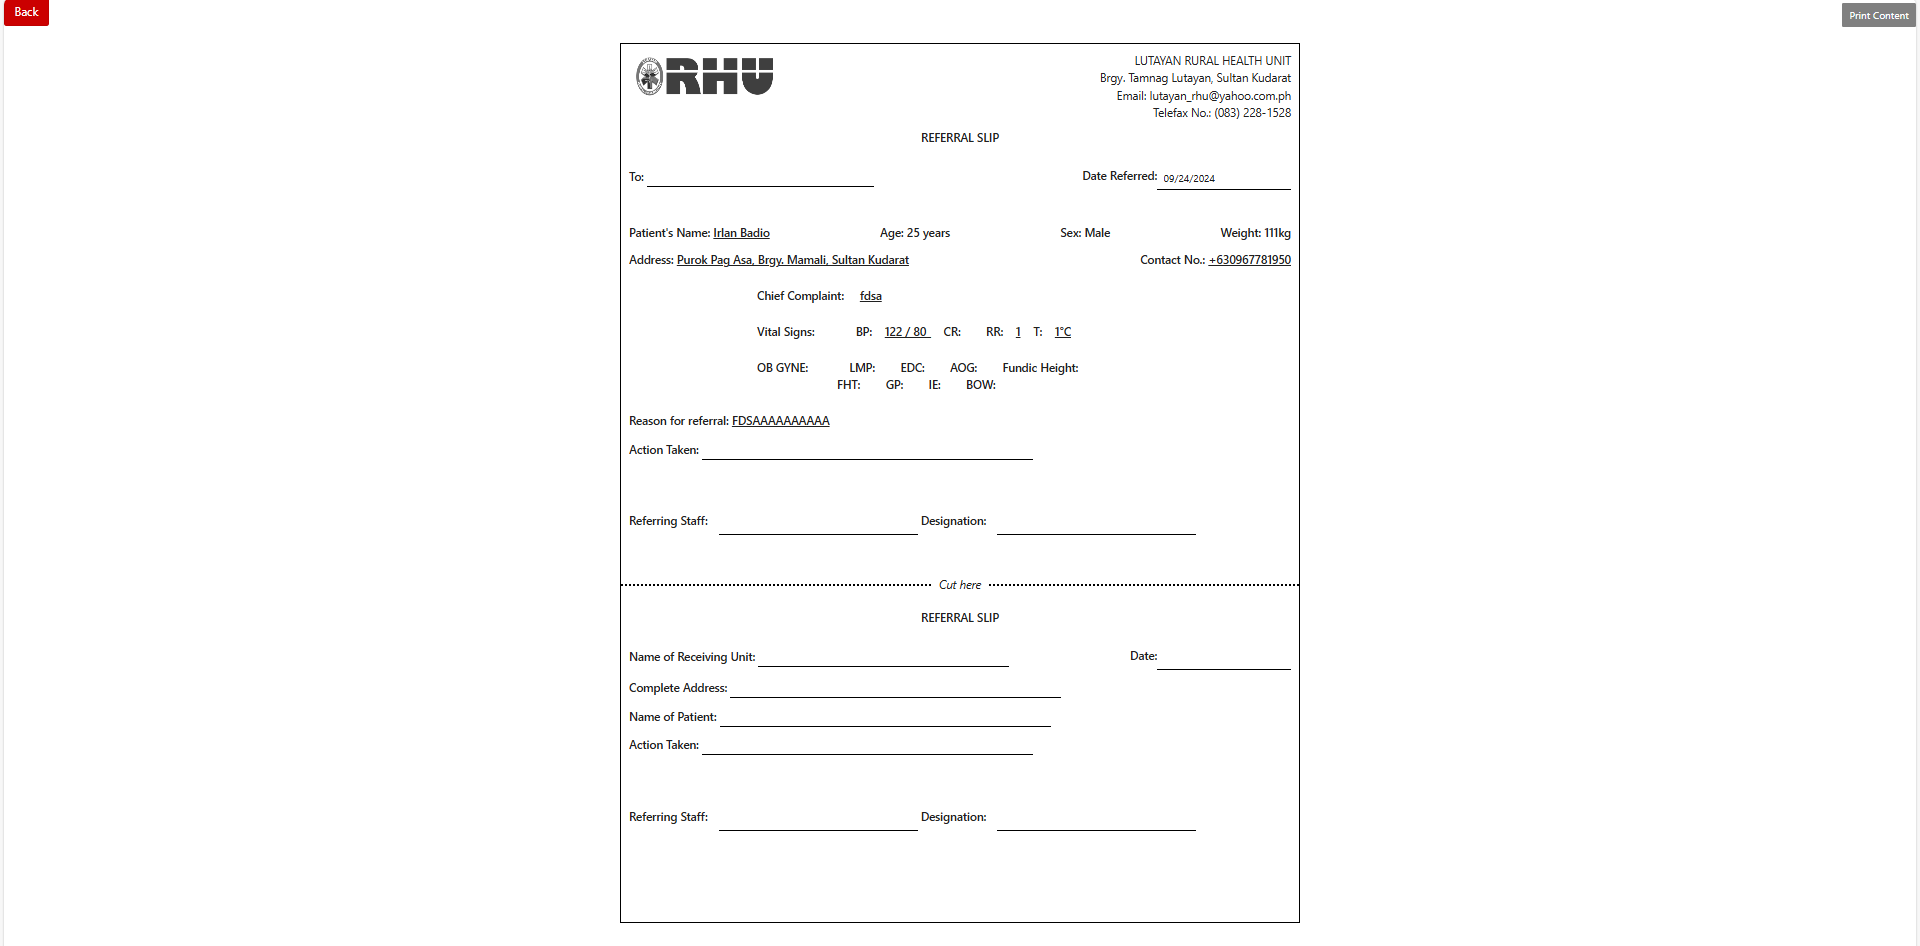 Back
Print Content
RHU
LUTAYAN RURAL HEALTH UNIT
Brgy. Tamnag Lutayan, Sultan Kudarat
Email: lutayan_rhu@yahoo.com.ph
Telefax No.: (083) 228-1528
REFERRAL SLIP
To: Date Referred: 09/24/2024
Patient's Name: Irlan Badio Age: 25 years Sex: Male Weight: 111kg
Address: Purok Pag Asa, Brgy. Mamali, Sultan Kudarat Contact No.: +630967781950
Chief Complaint: fdsa
Vital Signs: BP: 122 / 80 CR: RR: 1 T: 1°C
OB GYNE: LMP: EDC: AOG: Fundic Height:
FHT: GP: IE: BOW:
Reason for referral: FDSAAAAAAAAAA
Action Taken:
Referring Staff: Designation:
Cut here
REFERRAL SLIP
Name of Receiving Unit: Date:
Complete Address:
Name of Patient:
Action Taken:
Referring Staff: Designation: